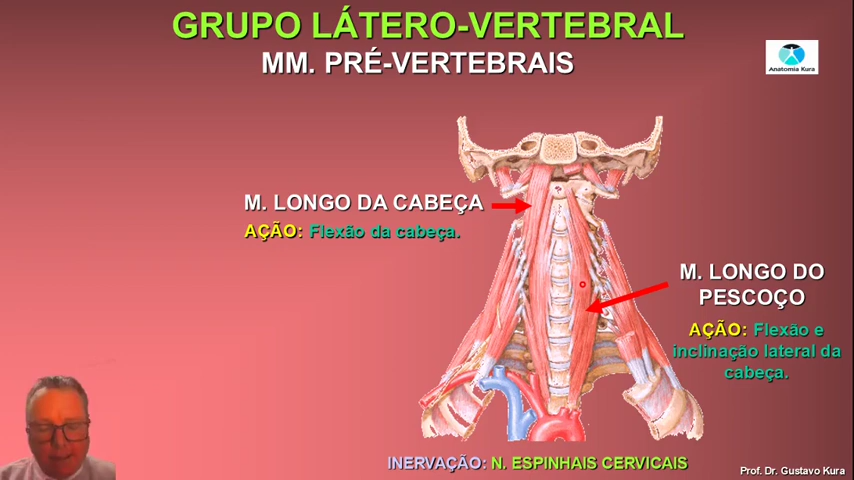 GRUPO LÁTERO-VERTEBRAL
MM. PRÉ-VERTEBRAIS
Anatomia Kura
M. LONGO DA CABEÇA
AÇÃO: Flexão da cabeça.
M. LONGO DO
PESCOÇO
AÇÃO: Flexão e
inclinação lateral da
cabeça.
INERVAÇÃO: N. ESPINHAIS CERVICAIS
Prof. Dr. Gustavo Kura